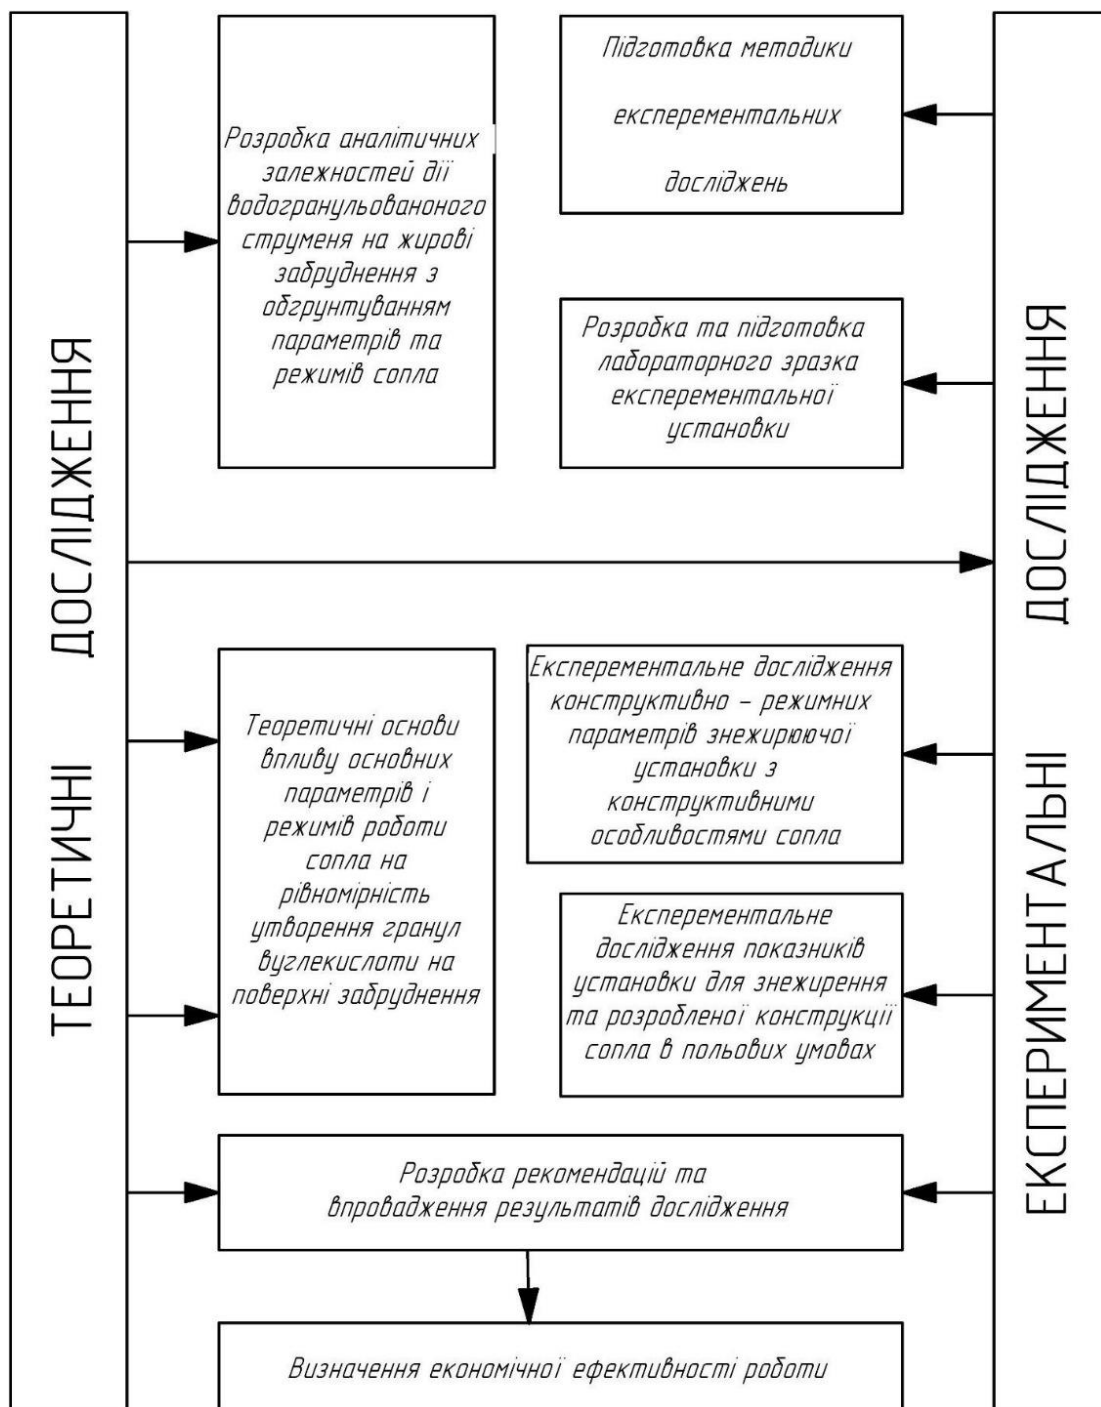 ТЕОРЕТИЧНІ ДОСЛІДЖЕННЯ
Розробка аналітичних
залежностей дії
водогранульованоного
струменя на жирові
забруднення з
обгрунтуванням
параметрів та
режимів сопла
Теоретичні основи
впливу основних
параметрів і
режимів роботи
сопла на
рівномірність
утворення гранул
вуглекислоти на
поверхні забруднення
Підготовка методики
експерементальних
досліджень
Розробка та підготовка
лабораторного зразка
експерементальної
установки
Експерементальне дослідження
конструктивно – режимних
параметрів знежирюючої
установки з
конструктивними
особливостями сопла
Експерементальне
дослідження показників
установки для знежирення
та розробленої конструкції
сопла в польових умовах
ЕКСПЕРИМЕНТАЛЬНІ ДОСЛІДЖЕННЯ
Розробка рекомендацій та
впровадження результатів дослідження
Визначення економічної ефективності роботи